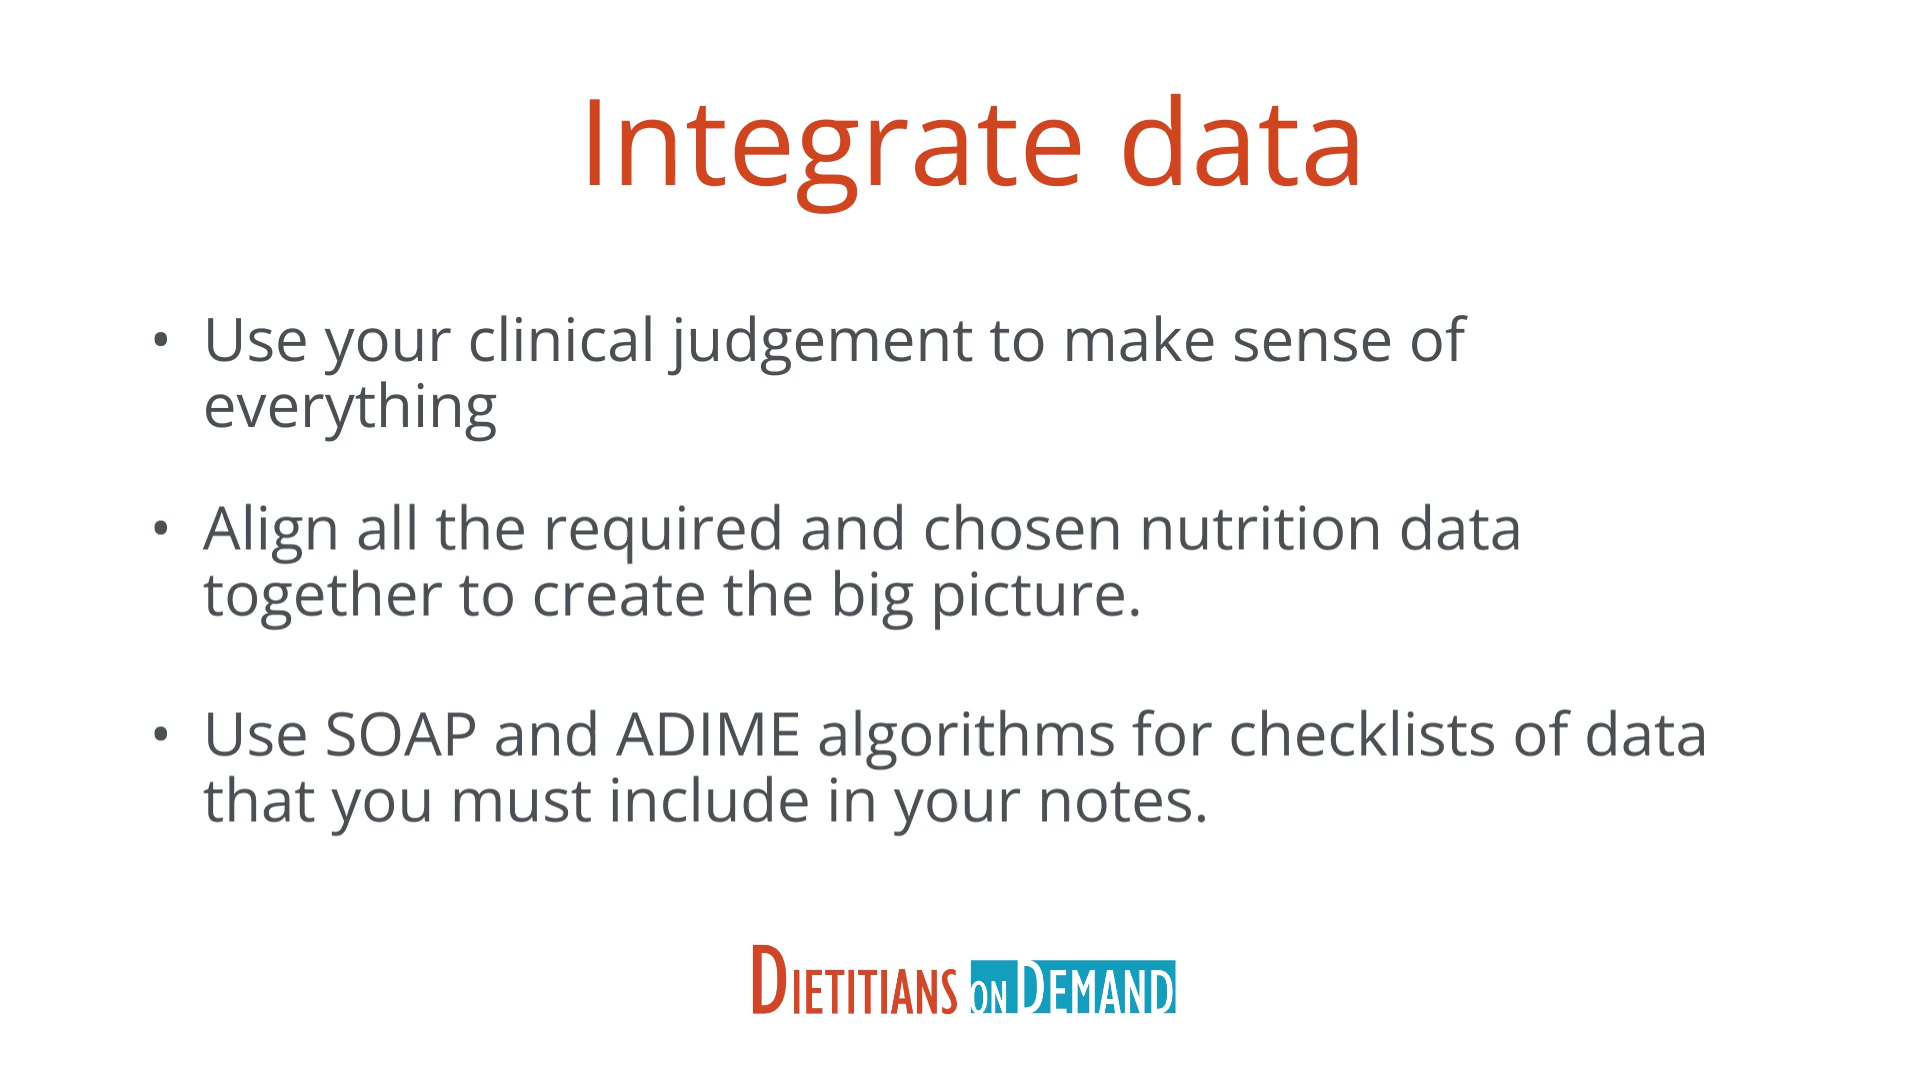 Integrate data
• Use your clinical judgement to make sense of
everything
• Align all the required and chosen nutrition data
together to create the big picture.
• Use SOAP and ADIME algorithms for checklists of data
that you must include in your notes.
DIETITIANS ON DEMAND